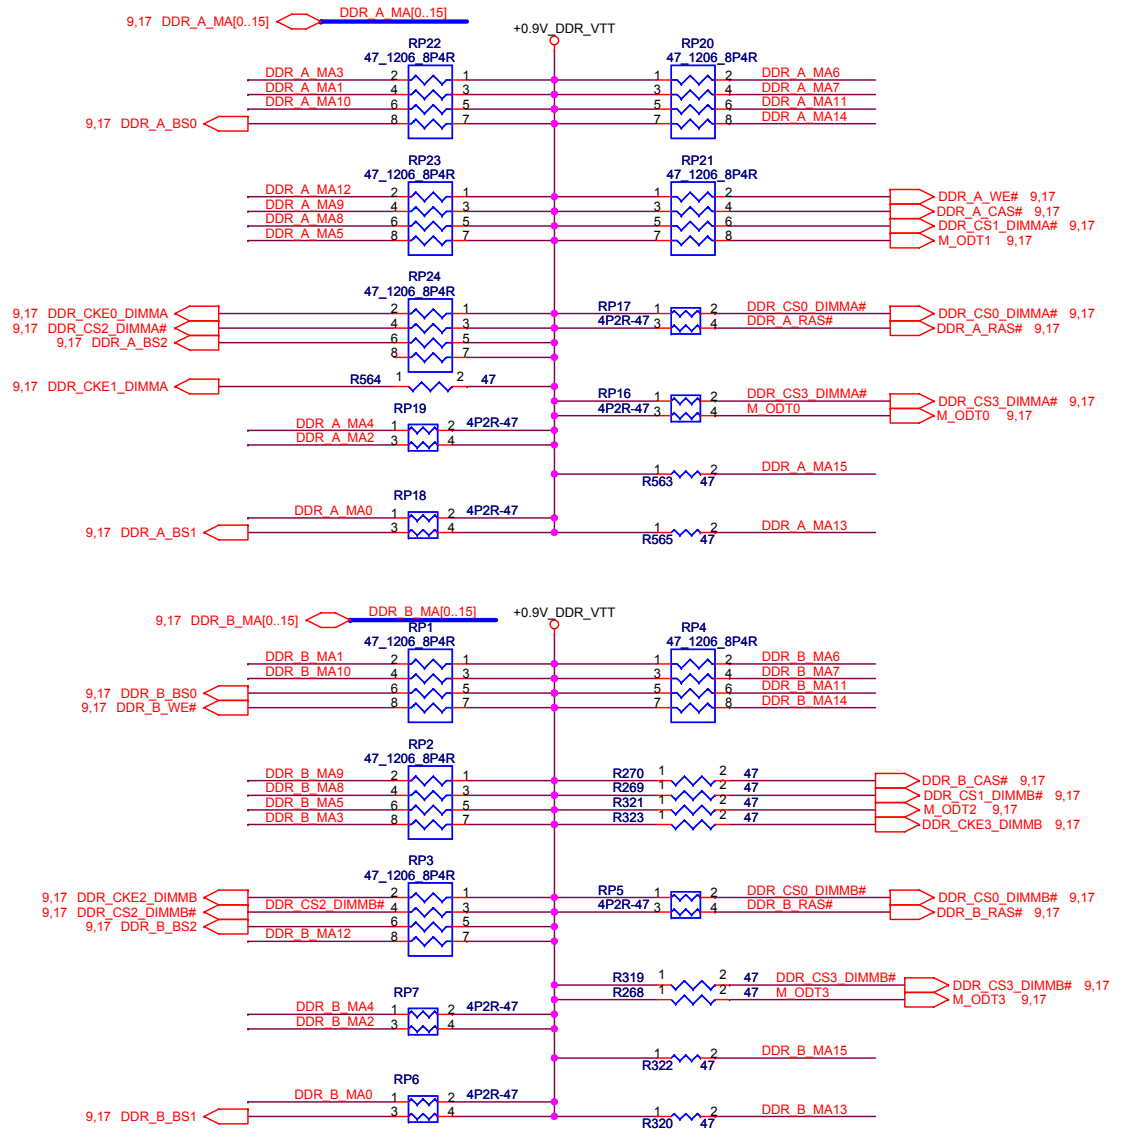 9,17 DDR_A_MA[0..15] DDR_A_MA[0..15]
+0.9V_DDR_VTT
RP22 RP20
47_1206_8P4R 47_1206_8P4R
DDR_A_MA3 2 1 1 2 DDR_A_MA6
DDR_A_MA1 4 3 3 4 DDR_A_MA7
DDR_A_MA10 6 5 5 6 DDR_A_MA11
9,17 DDR_A_BS0 8 7 7 8 DDR_A_MA14
RP23 RP21
47_1206_8P4R 47_1206_8P4R
DDR_A_MA12 2 1 1 2 DDR_A_WE# 9,17
DDR_A_MA9 4 3 3 4 DDR_A_CAS# 9,17
DDR_A_MA8 6 5 5 6 DDR_CS1_DIMMA# 9,17
DDR_A_MA5 8 7 7 8 M_ODT1 9,17
RP24
47_1206_8P4R
9,17 DDR_CKE0_DIMMA 2 1 RP17 1 2 DDR_CS0_DIMMA# DDR_CS0_DIMMA# 9,17
9,17 DDR_CS2_DIMMA# 4 3 4P2R-47 3 4 DDR_A_RAS# DDR_A_RAS# 9,17
9,17 DDR_A_BS2 6 5
8 7
9,17 DDR_CKE1_DIMMA R564 1 2 47
RP16 1 2 DDR_CS3_DIMMA# DDR_CS3_DIMMA# 9,17
4P2R-47 3 4 M_ODT0 M_ODT0 9,17
RP19
DDR_A_MA4 1 2 4P2R-47
DDR_A_MA2 3 4
1 2 DDR_A_MA15
R563 47
RP18
DDR_A_MA0 1 2 4P2R-47
9,17 DDR_A_BS1 3 4 1 2 DDR_A_MA13
R565 47
9,17 DDR_B_MA[0..15] DDR_B_MA[0..15]
+0.9V_DDR_VTT
RP1 RP4
47_1206_8P4R 47_1206_8P4R
DDR_B_MA1 2 1 1 2 DDR_B_MA6
DDR_B_MA10 4 3 3 4 DDR_B_MA7
9,17 DDR_B_BS0 6 5 5 6 DDR_B_MA11
9,17 DDR_B_WE# 8 7 7 8 DDR_B_MA14
RP2
47_1206_8P4R
DDR_B_MA9 2 1 R270 1 2 47 DDR_B_CAS# 9,17
DDR_B_MA8 4 3 R269 1 2 47 DDR_CS1_DIMMB# 9,17
DDR_B_MA5 6 5 R321 1 2 47 M_ODT2 9,17
DDR_B_MA3 8 7 R323 1 2 47 DDR_CKE3_DIMMB 9,17
RP3
47_1206_8P4R
9,17 DDR_CKE2_DIMMB 2 1 RP5 1 2 DDR_CS0_DIMMB# DDR_CS0_DIMMB# 9,17
9,17 DDR_CS2_DIMMB# DDR_CS2_DIMMB# 4 3 4P2R-47 3 4 DDR_B_RAS# DDR_B_RAS# 9,17
9,17 DDR_B_BS2 6 5
DDR_B_MA12 8 7
R319 1 2 47 DDR_CS3_DIMMB# DDR_CS3_DIMMB# 9,17
R268 1 2 47 M_ODT3 M_ODT3 9,17
RP7
DDR_B_MA4 1 2 4P2R-47
DDR_B_MA2 3 4
1 2 DDR_B_MA15
R322 47
RP6
DDR_B_MA0 1 2 4P2R-47
9,17 DDR_B_BS1 3 4 1 2 DDR_B_MA13
R320 47